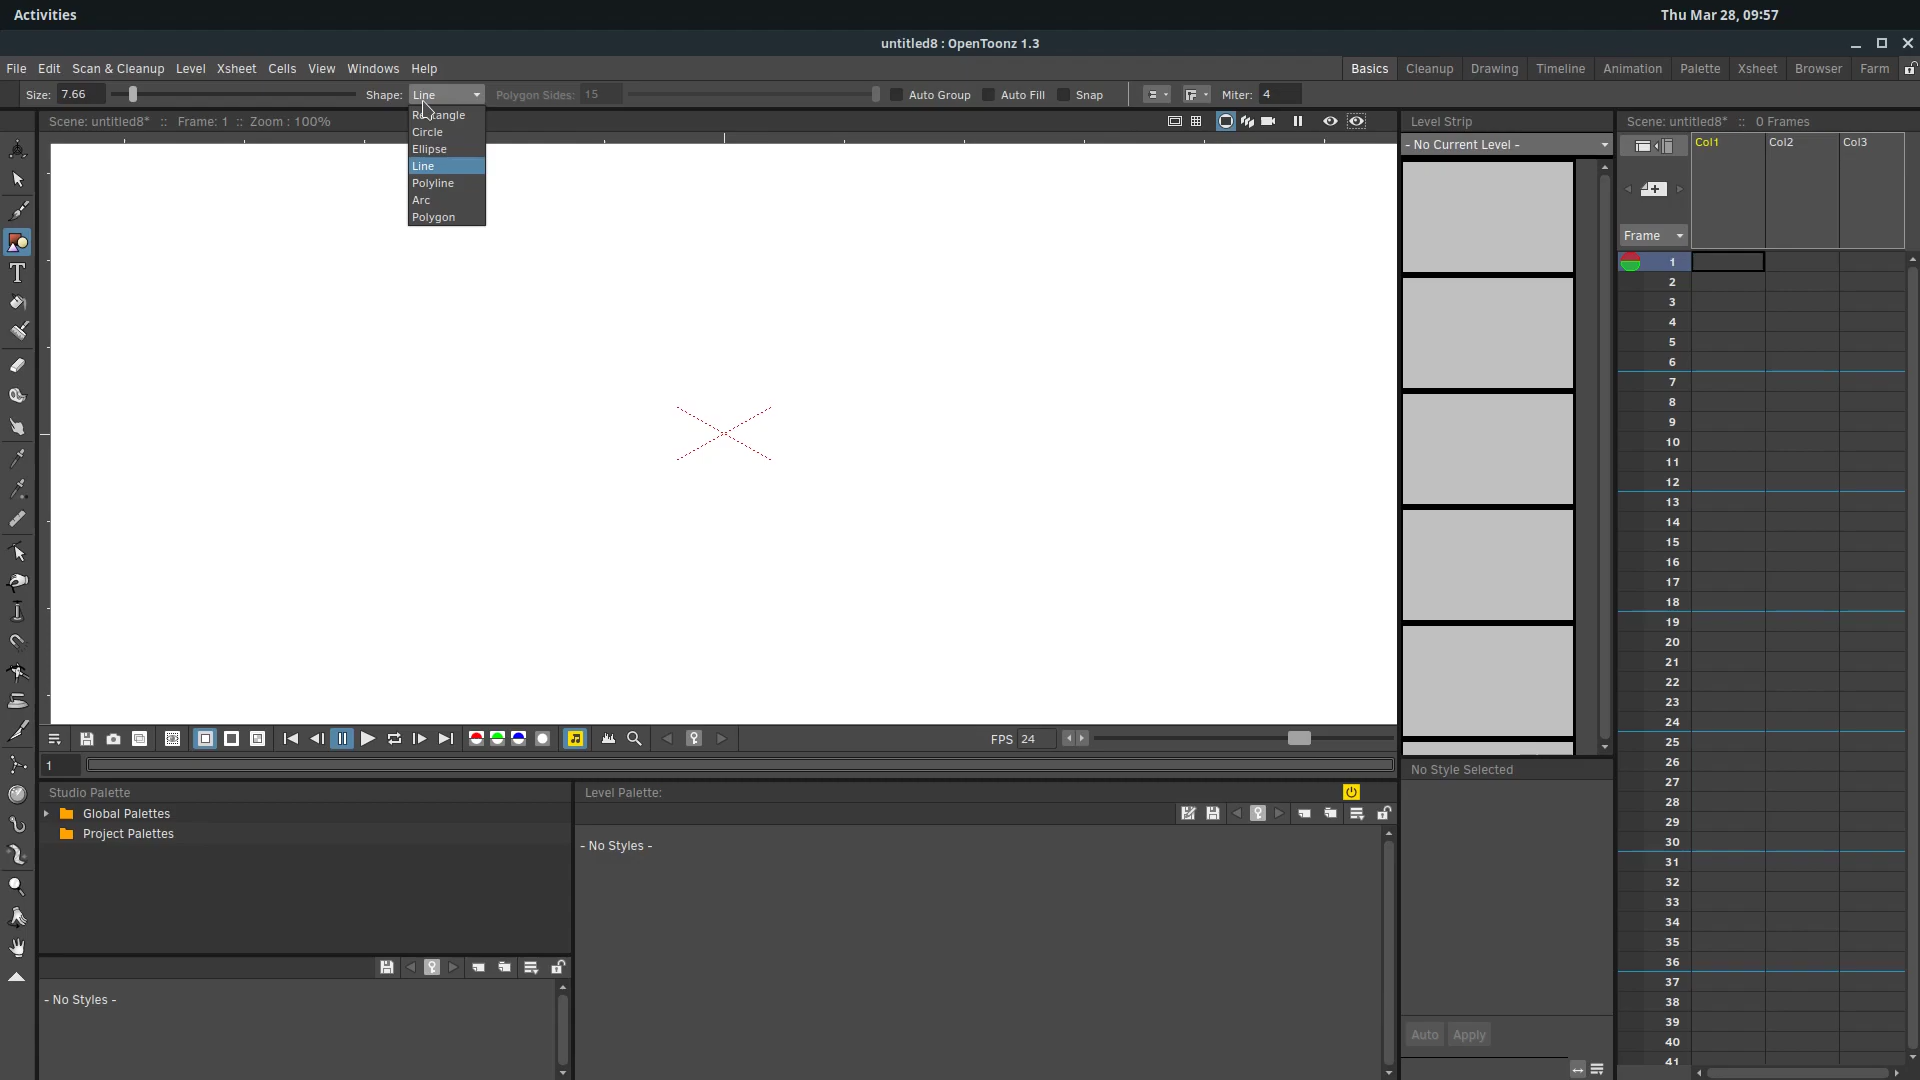 Activities
Thu Mar 28, 09:57
untitled8 : OpenToonz 1.3
File Edit Scan & Cleanup Level Xsheet Cells View Windows Help
Basics Cleanup Drawing Timeline Animation Palette Xsheet Browser Farm
Size: 7.66 Shape: Line Polygon Sides: 15 Auto Group Auto Fill Snap Miter: 4
Rectangle
Circle
Ellipse
Line
Polyline
Arc
Polygon
Scene: untitled8* :: Frame: 1 :: Zoom : 100%
Level Strip
- No Current Level -
Scene: untitled8* :: 0 Frames
Col1 Col2 Col3
Frame
1
2
3
4
5
6
7
8
9
10
11
12
13
14
15
16
17
18
19
20
21
22
23
24
25
26
27
28
29
30
31
32
33
34
35
36
37
38
39
40
41
FPS 24
1
Studio Palette
Global Palettes
Project Palettes
- No Styles -
Level Palette:
- No Styles -
No Style Selected
Auto Apply